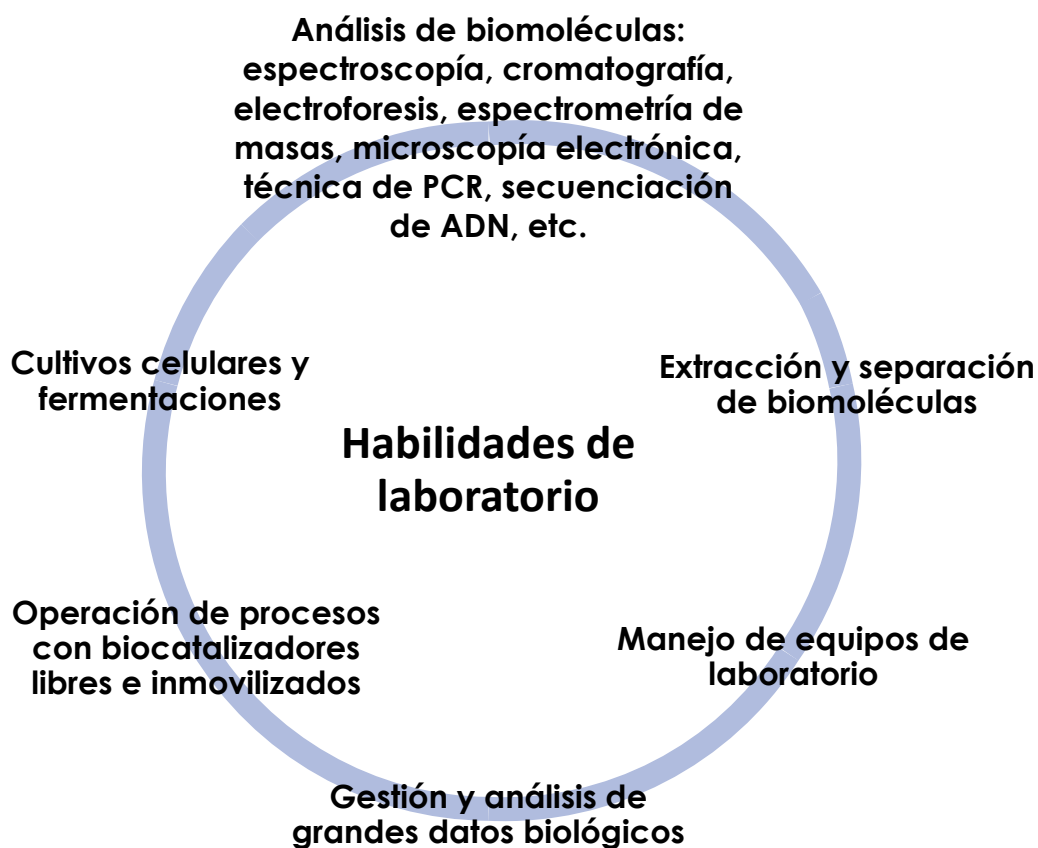 Análisis de biomoléculas:
espectroscopía, cromatografía,
electroforesis, espectrometría de
masas, microscopía electrónica,
técnica de PCR, secuenciación
de ADN, etc.
Cultivos celulares y
fermentaciones
Extracción y separación
de biomoléculas
Habilidades de
laboratorio
Operación de procesos
con biocatalizadores
libres e inmovilizados
Manejo de equipos de
laboratorio
Gestión y análisis de
grandes datos biológicos